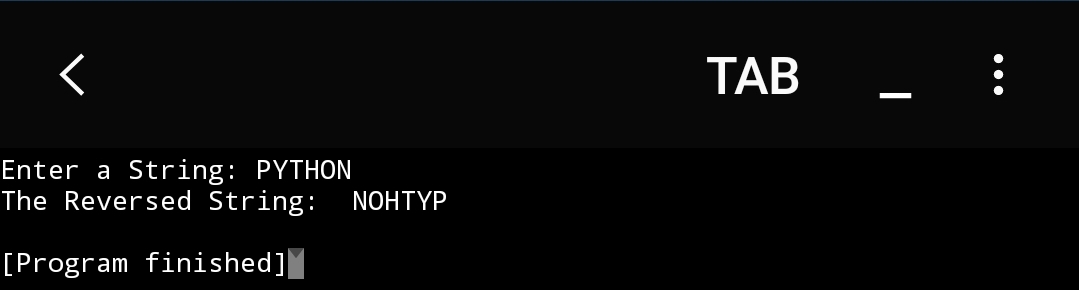 TAB _
Enter a String: PYTHON
The Reversed String:  NOHTYP
[Program finished]